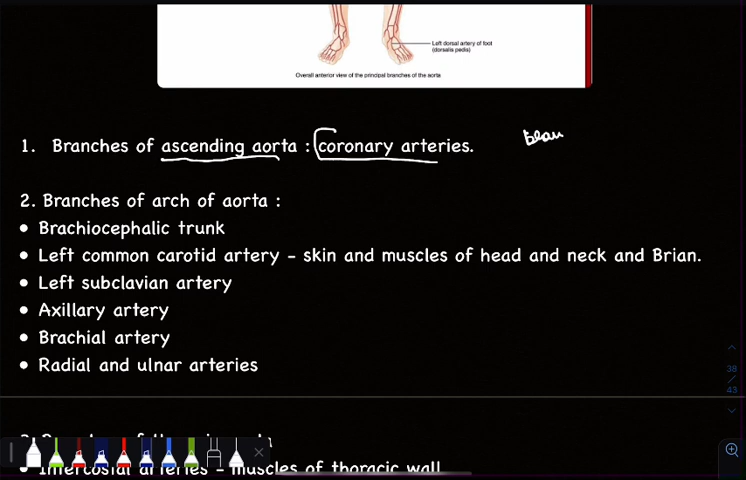 Left dorsal artery of foot
(dorsalis pedis)
Overall anterior view of the principal branches of the aorta
1. Branches of ascending aorta : coronary arteries.
2. Branches of arch of aorta :
• Brachiocephalic trunk
• Left common carotid artery - skin and muscles of head and neck and Brian.
• Left subclavian artery
• Axillary artery
• Brachial artery
• Radial and ulnar arteries
38
/
43
• Intercostal arteries - muscles of thoracic wall